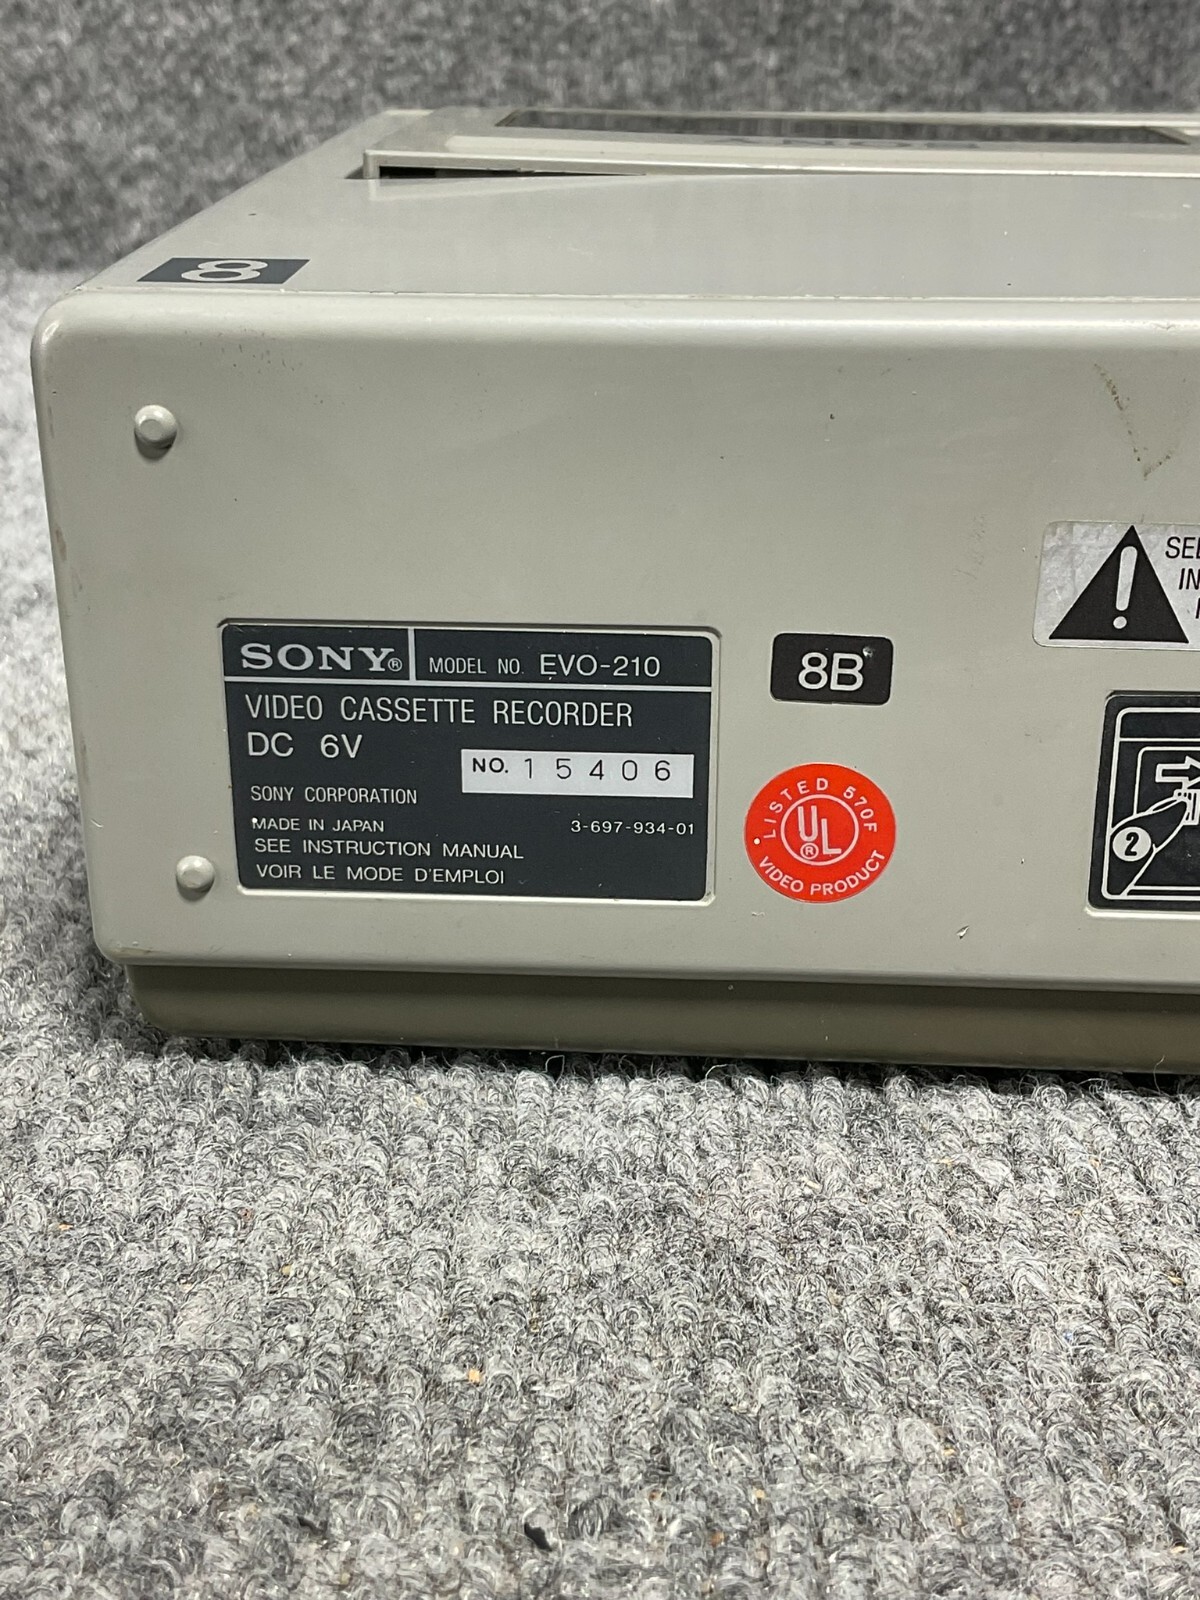 SONY
8
SONY® MODEL NO. EVO-210
VIDEO CASSETTE RECORDER
DC 6V
NO. 15406
SONY CORPORATION
MADE IN JAPAN 3-697-934-01
SEE INSTRUCTION MANUAL
VOIR LE MODE D'EMPLOI
8B
LISTED 570F
UL®
VIDEO PRODUCT
!
2